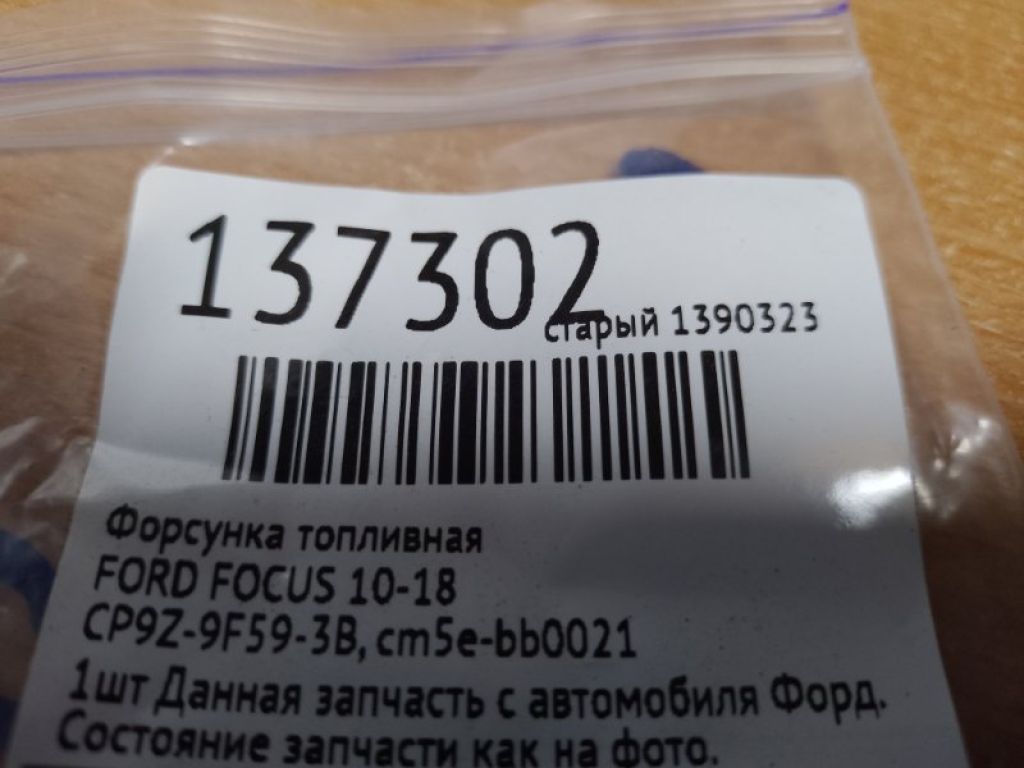 137302
старый 1390323
Форсунка топливная
FORD FOCUS 10-18
CP9Z-9F59-3B, cm5e-bb0021
1шт Данная запчасть с автомобиля Форд.
Состояние запчасти как на фото.